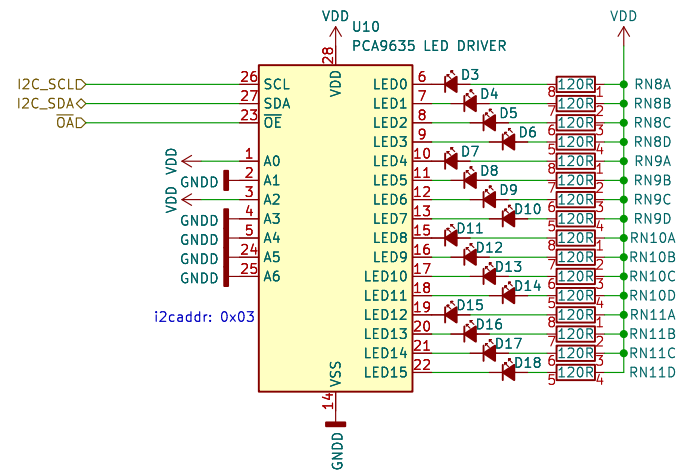 VDD
U10
PCA9635 LED DRIVER
VDD
28
VDD
I2C_SCL 26 SCL LED0 6 D3 8 120R 1 RN8A
I2C_SDA 27 SDA LED1 7 D4 7 120R 2 RN8B
OA 23 OE LED2 8 D5 6 120R 3 RN8C
LED3 9 D6 5 120R 4 RN8D
VDD 1 A0 LED4 10 D7 8 120R 1 RN9A
GNDD 2 A1 LED5 11 D8 7 120R 2 RN9B
VDD 3 A2 LED6 12 D9 6 120R 3 RN9C
GNDD 4 A3 LED7 13 D10 5 120R 4 RN9D
GNDD 5 A4 LED8 15 D11 8 120R 1 RN10A
GNDD 24 A5 LED9 16 D12 7 120R 2 RN10B
GNDD 25 A6 LED10 17 D13 6 120R 3 RN10C
LED11 18 D14 5 120R 4 RN10D
i2caddr: 0x03 LED12 19 D15 8 120R 1 RN11A
LED13 20 D16 7 120R 2 RN11B
LED14 21 D17 6 120R 3 RN11C
LED15 22 D18 5 120R 4 RN11D
VSS
14
GNDD